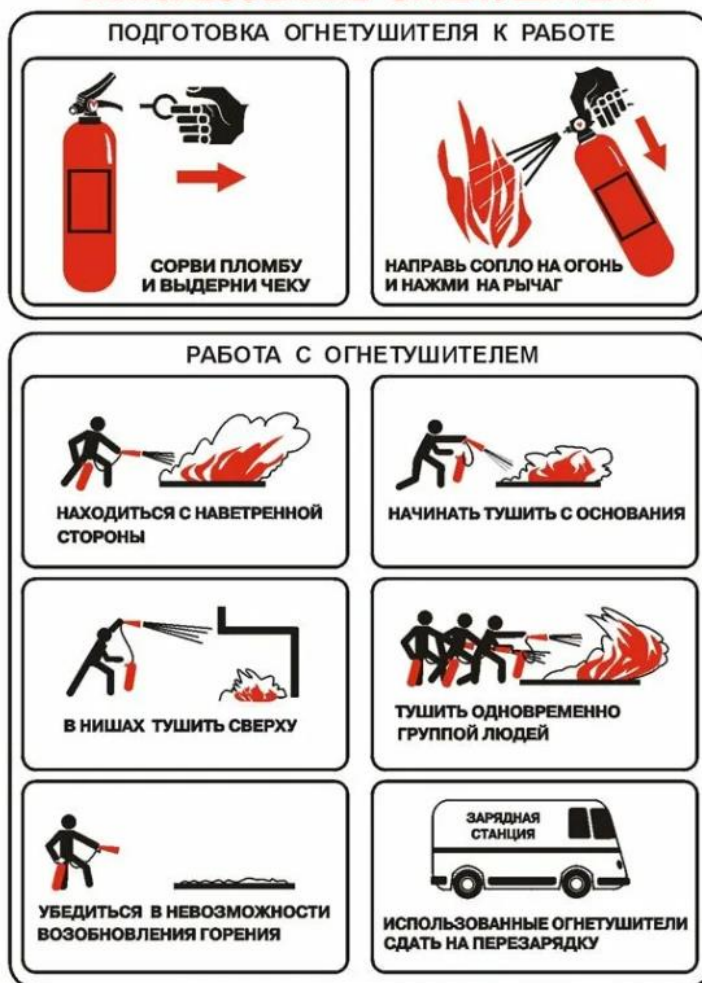 ПОДГОТОВКА ОГНЕТУШИТЕЛЯ К РАБОТЕ
СОРВИ ПЛОМБУ
И ВЫДЕРНИ ЧЕКУ
НАПРАВЬ СОПЛО НА ОГОНЬ
И НАЖМИ НА РЫЧАГ
РАБОТА С ОГНЕТУШИТЕЛЕМ
НАХОДИТЬСЯ С НАВЕТРЕННОЙ
СТОРОНЫ
НАЧИНАТЬ ТУШИТЬ С ОСНОВАНИЯ
В НИШАХ ТУШИТЬ СВЕРХУ
ТУШИТЬ ОДНОВРЕМЕННО
ГРУППОЙ ЛЮДЕЙ
УБЕДИТЬСЯ В НЕВОЗМОЖНОСТИ
ВОЗОБНОВЛЕНИЯ ГОРЕНИЯ
ЗАРЯДНАЯ
СТАНЦИЯ
ИСПОЛЬЗОВАННЫЕ ОГНЕТУШИТЕЛИ
СДАТЬ НА ПЕРЕЗАРЯДКУ